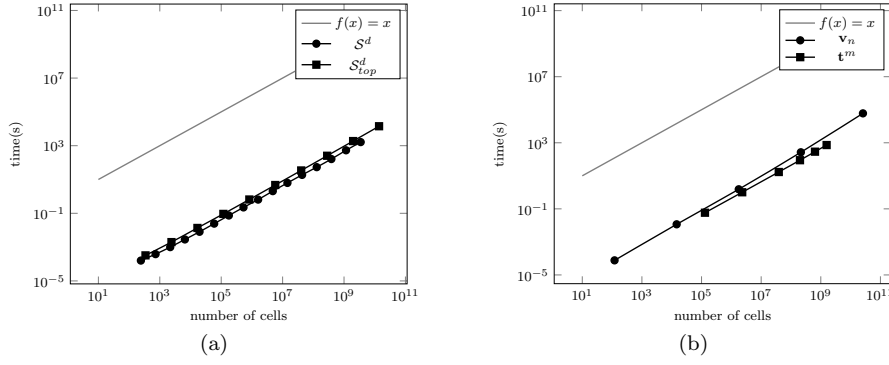 10^11
10^7
10^3
10^−1
10^−5
time(s)
10^1 10^3 10^5 10^7 10^9 10^11
number of cells
f(x) = x
𝒮^d
𝒮^d_top
(a)
10^11
10^7
10^3
10^−1
10^−5
time(s)
10^1 10^3 10^5 10^7 10^9 10^11
number of cells
f(x) = x
v_n
t^m
(b)